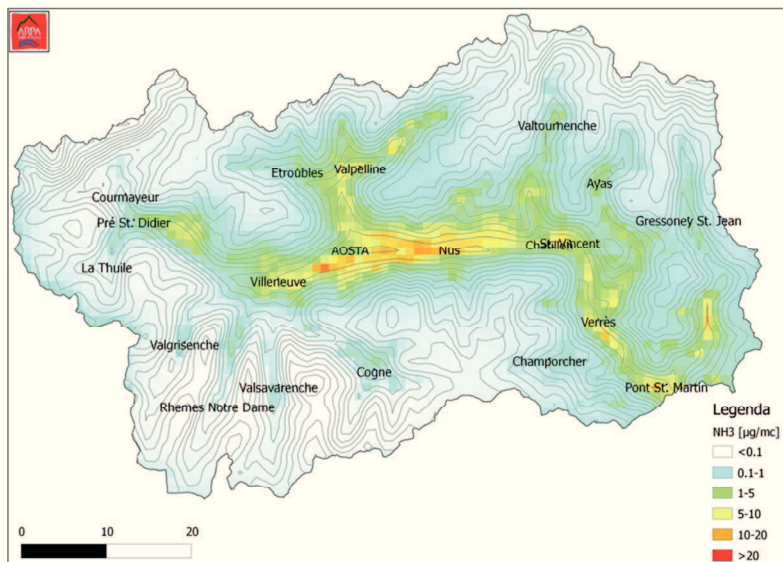 ARPA
Valtournenche
Etroubles
Valpelline
Ayas
Courmayeur
Pré St. Didier
Gressoney St. Jean
AOSTA
Nus
Chatillon
St. Vincent
La Thuile
Villeneuve
Verrès
Valgrisenche
Cogne
Champorcher
Valsavarenche
Pont St. Martin
Rhemes Notre Dame
Legenda
NH3 [µg/mc]
<0.1
0.1-1
1-5
5-10
10-20
>20
0 10 20